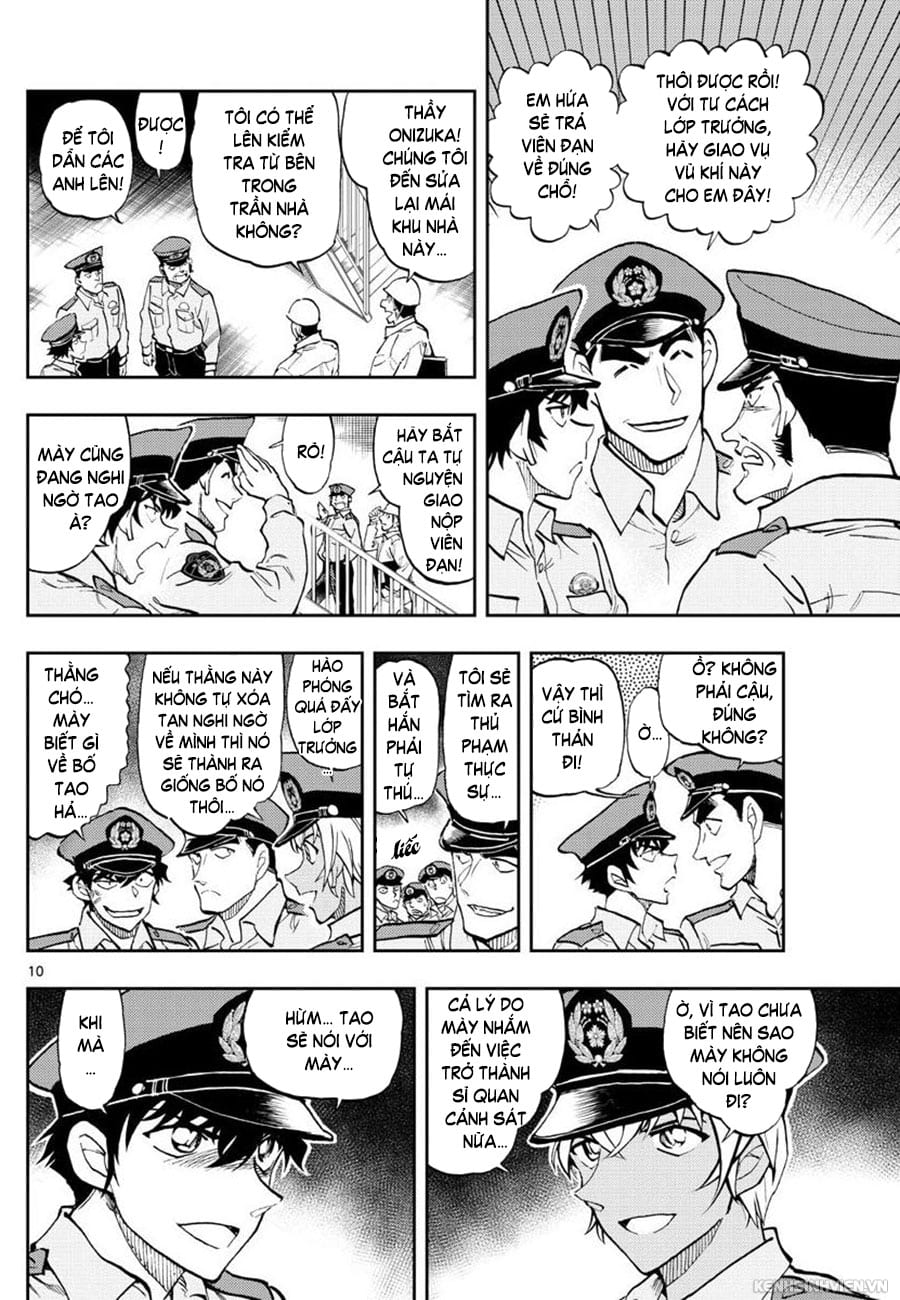 THÔI ĐƯỢC RỒI!
VỚI TƯ CÁCH
LỚP TRƯỞNG,
HÃY GIAO VỤ
VŨ KHÍ NÀY
CHO EM ĐÂY!
EM HỨA
SẼ TRẢ
VIÊN ĐẠN
VỀ ĐÚNG
CHỔ!
THẦY
ONIZUKA!
CHÚNG TÔI
ĐẾN SỬA
LẠI MÁI
KHU NHÀ
NÀY...
TÔI CÓ THỂ
LÊN KIỂM
TRA TỪ BÊN
TRONG
TRẦN NHÀ
KHÔNG?
ĐƯỢC
!
ĐỂ TÔI
DẨN CÁC
ANH LÊN!
HÃY BẮT
CẬU TA TỰ
NGUYỆN
GIAO
NỘP
VIÊN
ĐẠN!
RÕ!
MÀY CŨNG
ĐANG NGHI
NGỜ TAO
À?
Ồ? KHÔNG
PHẢI CẬU,
ĐÚNG
KHÔNG?
Ờ...
VẬY THÌ
CỨ BÌNH
THẢN
ĐI!
TÔI SẼ
TÌM RA
THỦ
PHẠM
THỰC
SỰ...
VÀ
BẮT
HẮN
PHẢI
TỰ
THÚ...
liếc
HÀO
PHÓNG
QUÁ ĐẤY
LỚP
TRƯỞNG
...
NẾU THẰNG NÀY
KHÔNG TỰ XÓA
TAN NGHI NGỜ
VỀ MÌNH THÌ NÓ
SẼ THÀNH RA
GIỐNG BỐ NÓ
THÔI...
THẰNG
CHÓ...
MÀY
BIẾT GÌ
VỀ BỐ
TAO
HẢ...
10
Ờ, VÌ TAO CHƯA
BIẾT NÊN SAO
MÀY KHÔNG
NÓI LUÔN
ĐI?
CẢ LÝ DO
MÀY NHẮM
ĐẾN VIỆC
TRỞ THÀNH
SĨ QUAN
CẢNH SÁT
NỮA...
HỪM... TAO
SẼ NÓI VỚI
MÀY...
KHI
MÀ
...
KENHSINHVIEN.VN